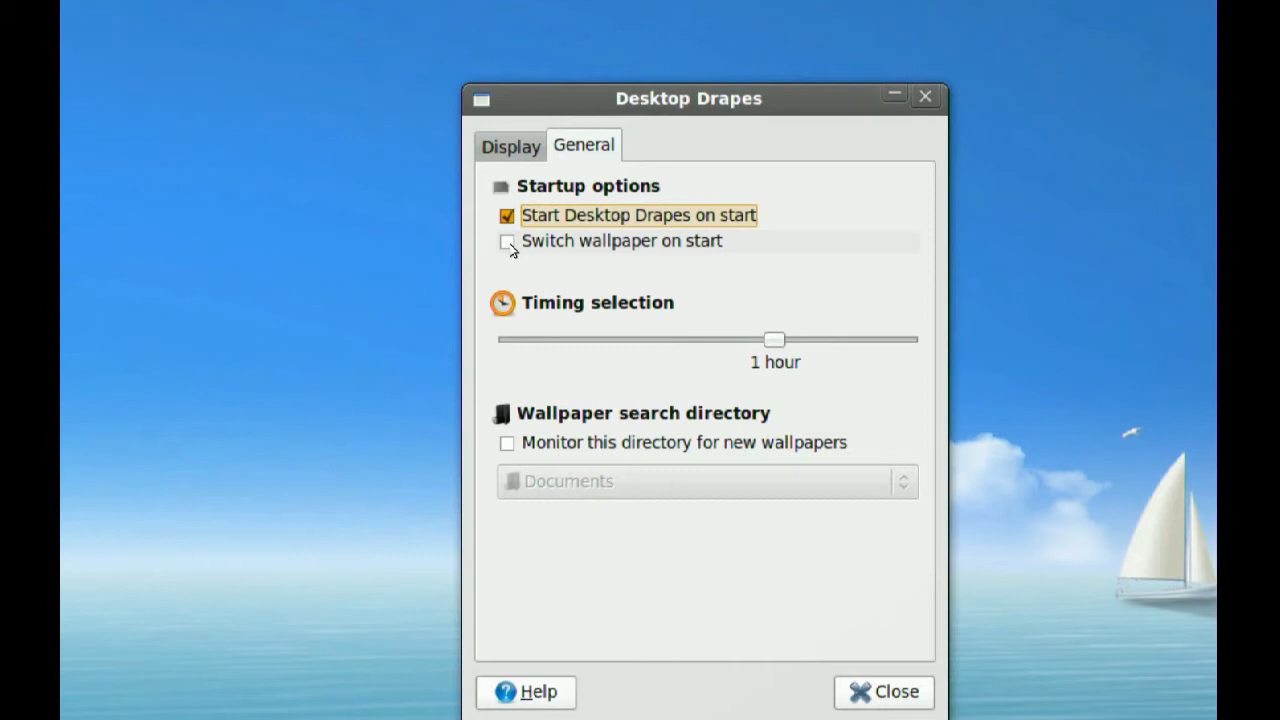 Desktop Drapes
Display General
Startup options
Start Desktop Drapes on start
Switch wallpaper on start
Timing selection
1 hour
Wallpaper search directory
Monitor this directory for new wallpapers
Documents
Help Close